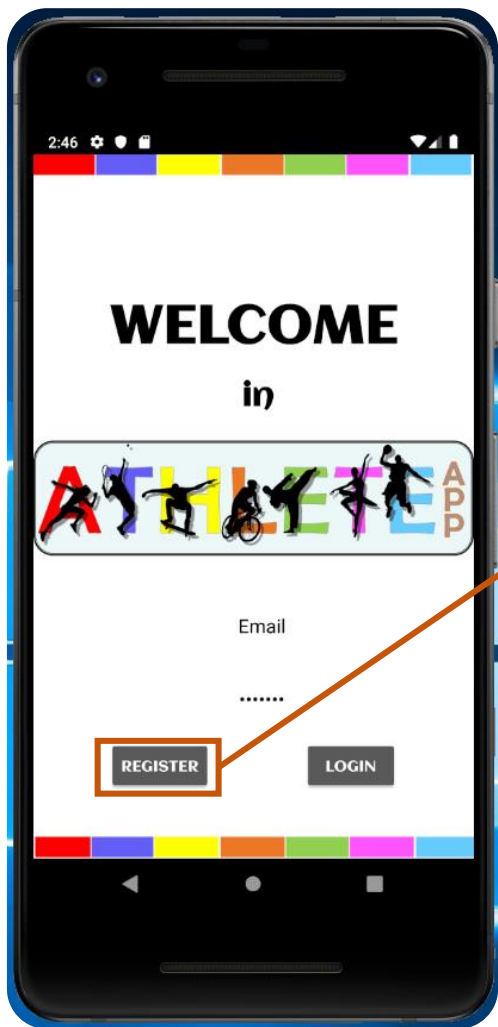 2:46
WELCOME
in
ATHLETE APP
Email
.......
REGISTER
LOGIN